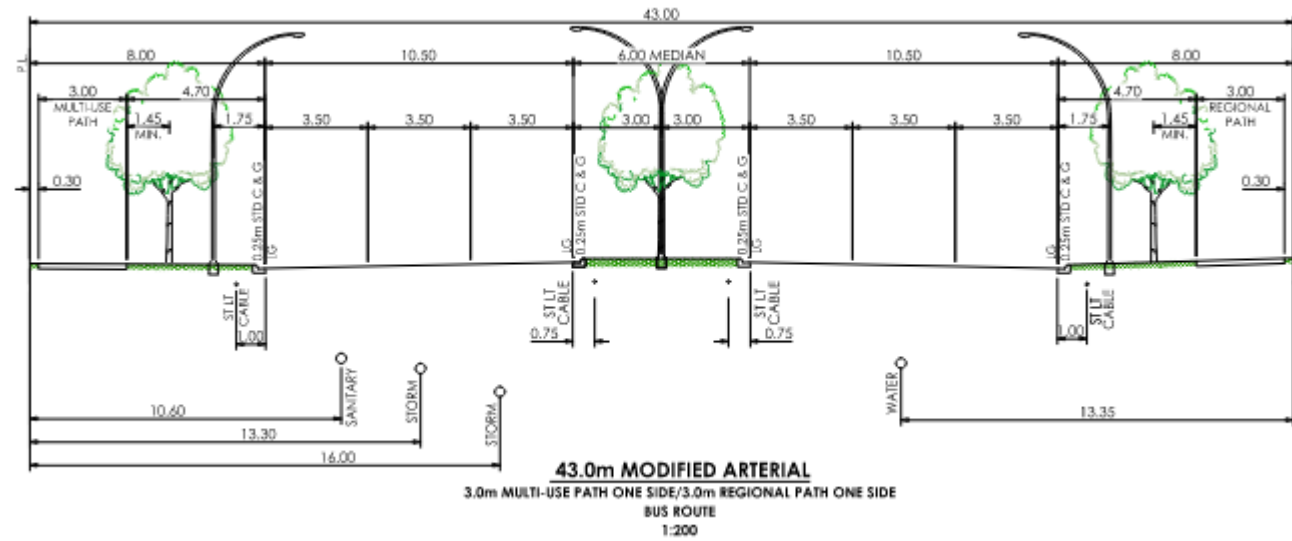 43.00
P.L.
8.00
10.50
6.00 MEDIAN
10.50
8.00
3.00
MULTI-USE
PATH
4.70
4.70
3.00
REGIONAL
PATH
1.45
MIN.
1.75
3.50
3.50
3.50
3.00
3.00
3.50
3.50
3.50
1.75
1.45
MIN.
0.30
0.30
0.25m STD C & G
LG
LG
0.25m STD C & G
0.25m STD C & G
LG
LG
0.25m STD C & G
ST LT
CABLE
1.00
ST LT
CABLE
0.75
ST LT
CABLE
0.75
ST LT
CABLE
1.00
SANITARY
STORM
STORM
WATER
10.60
13.30
16.00
13.35
43.0m MODIFIED ARTERIAL
3.0m MULTI-USE PATH ONE SIDE/3.0m REGIONAL PATH ONE SIDE
BUS ROUTE
1:200